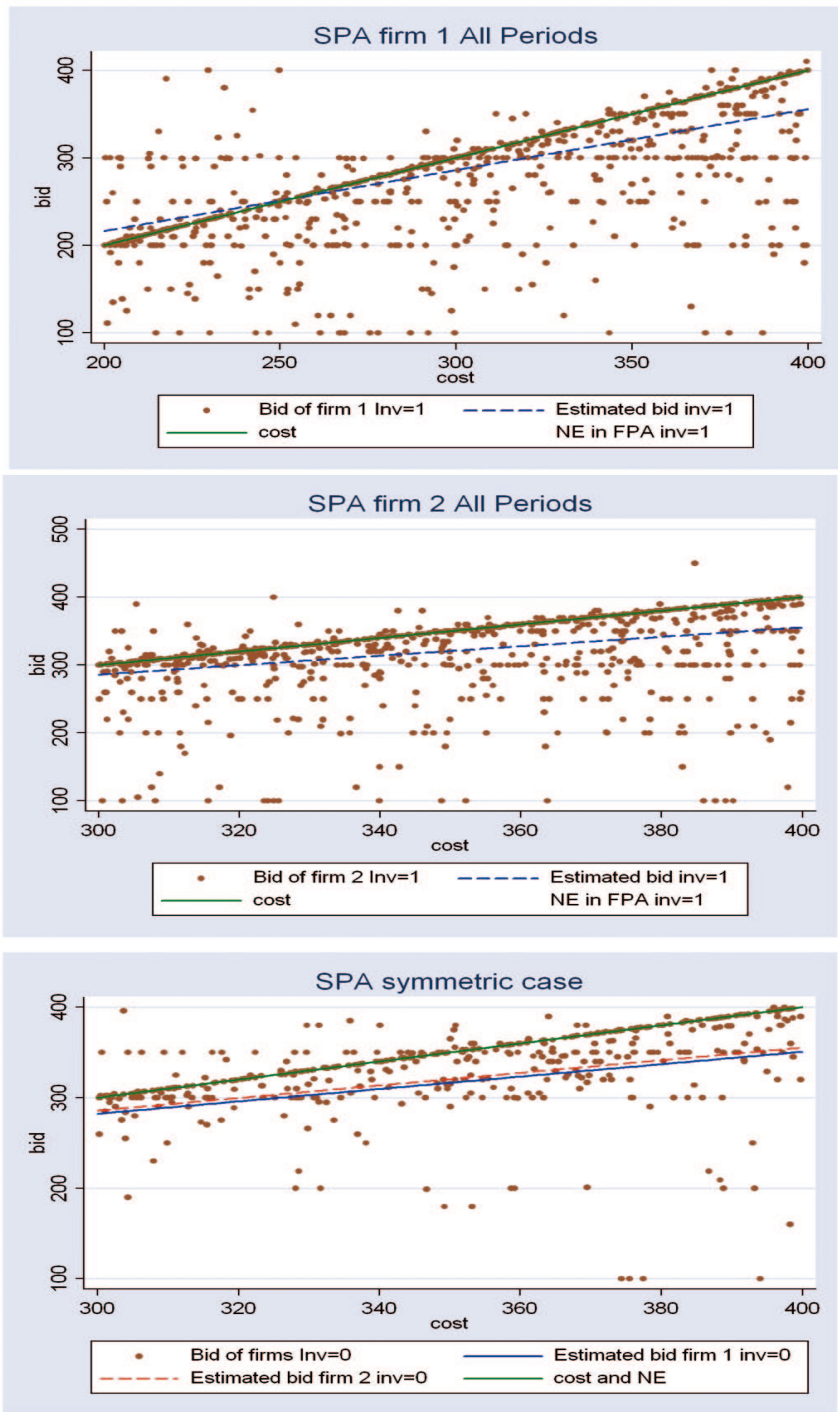 SPA firm 1 All Periods
400
300
200
100
bid
200 250 300 350 400
cost
Bid of firm 1 Inv=1 Estimated bid inv=1
cost NE in FPA inv=1
SPA firm 2 All Periods
500
400
300
200
100
bid
300 320 340 360 380 400
cost
Bid of firm 2 Inv=1 Estimated bid inv=1
cost NE in FPA inv=1
SPA symmetric case
400
300
200
100
bid
300 320 340 360 380 400
cost
Bid of firms Inv=0 Estimated bid firm 1 inv=0
Estimated bid firm 2 inv=0 cost and NE